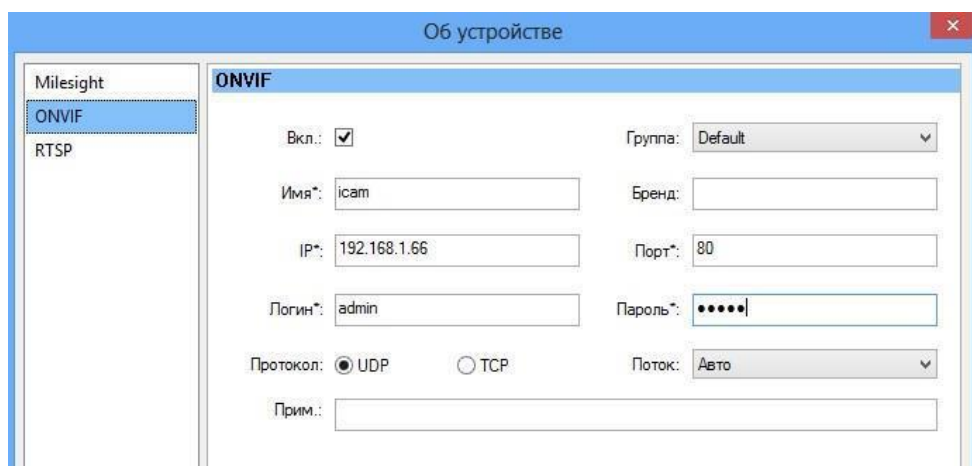 Об устройстве
Milesight
ONVIF
RTSP
ONVIF
Вкл.:
Группа: Default
Имя*: icam
Бренд:
IP*: 192.168.1.66
Порт*: 80
Логин*: admin
Пароль*: •••••
Протокол: UDP TCP
Поток: Авто
Прим.: